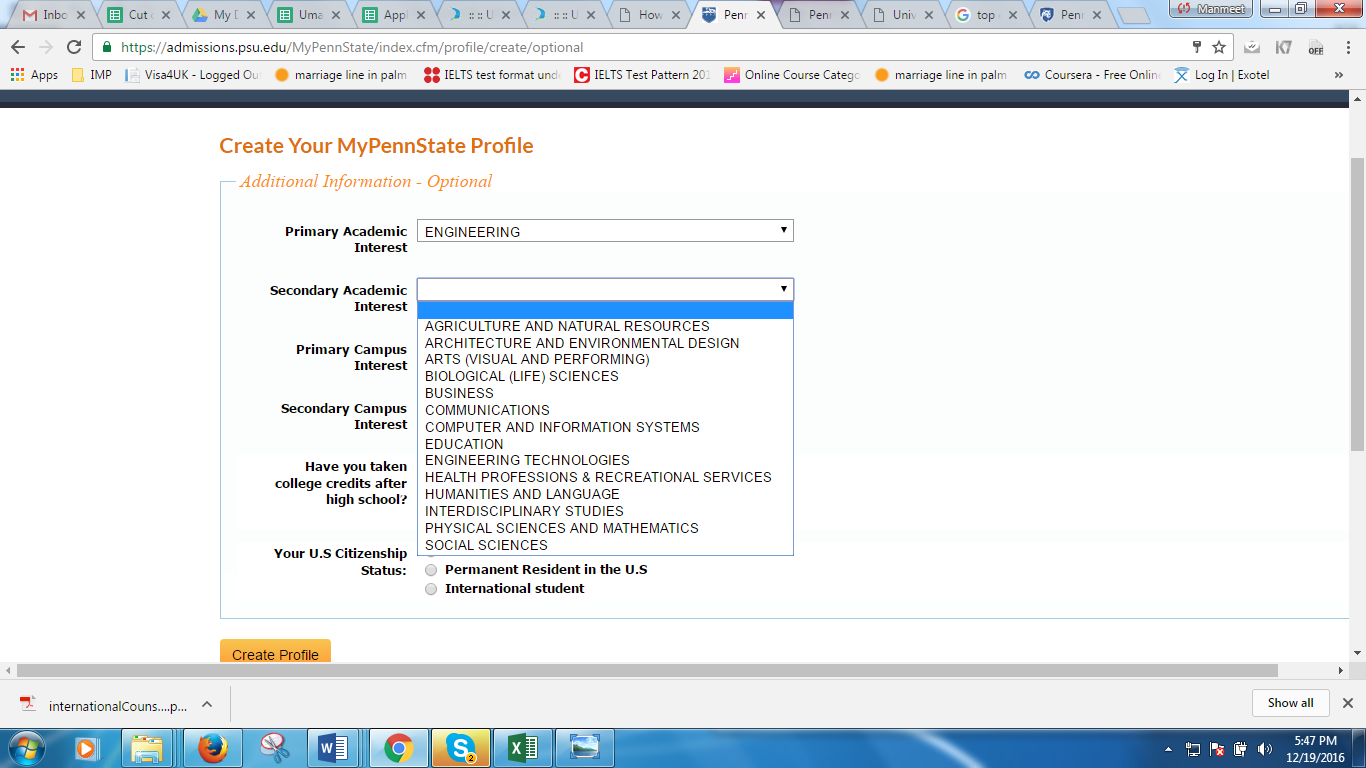 Inbo
Cut
My D
Uma
Appl
:: :: U
:: :: U
How
Penn
Penn
Univ
top
Penn
Manmeet
https://admissions.psu.edu/MyPennState/index.cfm/profile/create/optional
K7
OFF
Apps
IMP
Visa4UK - Logged Ou
marriage line in palm
IELTS test format und
IELTS Test Pattern 201
Online Course Catego
marriage line in palm
Coursera - Free Onlin
Log In | Exotel
»
Create Your MyPennState Profile
Additional Information - Optional
Primary Academic
Interest
ENGINEERING
Secondary Academic
Interest
AGRICULTURE AND NATURAL RESOURCES
ARCHITECTURE AND ENVIRONMENTAL DESIGN
ARTS (VISUAL AND PERFORMING)
BIOLOGICAL (LIFE) SCIENCES
BUSINESS
COMMUNICATIONS
COMPUTER AND INFORMATION SYSTEMS
EDUCATION
ENGINEERING TECHNOLOGIES
HEALTH PROFESSIONS & RECREATIONAL SERVICES
HUMANITIES AND LANGUAGE
INTERDISCIPLINARY STUDIES
PHYSICAL SCIENCES AND MATHEMATICS
SOCIAL SCIENCES
Primary Campus
Interest
Secondary Campus
Interest
Have you taken
college credits after
high school?
Your U.S Citizenship
Status:
Permanent Resident in the U.S
International student
Create Profile
internationalCouns....p...
Show all
2
5:47 PM
12/19/2016